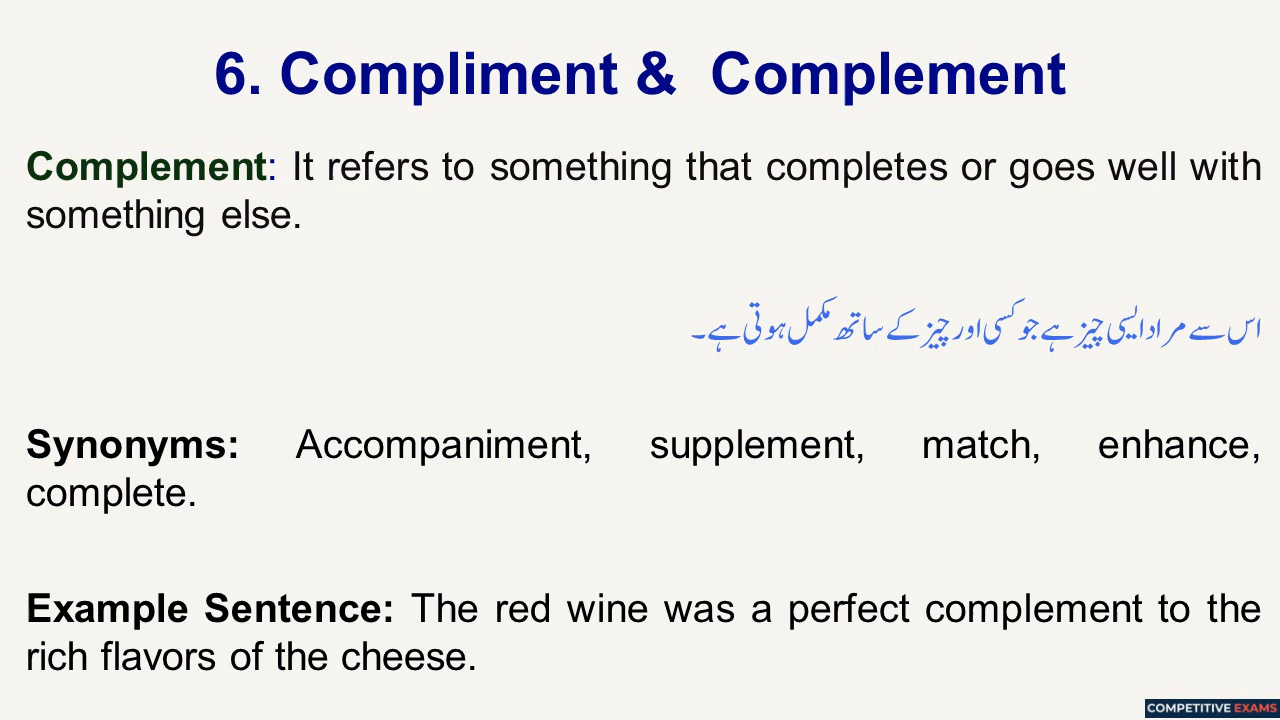 6. Compliment & Complement
Complement: It refers to something that completes or goes well with
something else.
اس سے مراد ایسی چیز ہے جو کسی اور چیز کے ساتھ مکمل ہوتی ہے۔
Synonyms: Accompaniment, supplement, match, enhance,
complete.
Example Sentence: The red wine was a perfect complement to the
rich flavors of the cheese.
COMPETITIVE EXAMS